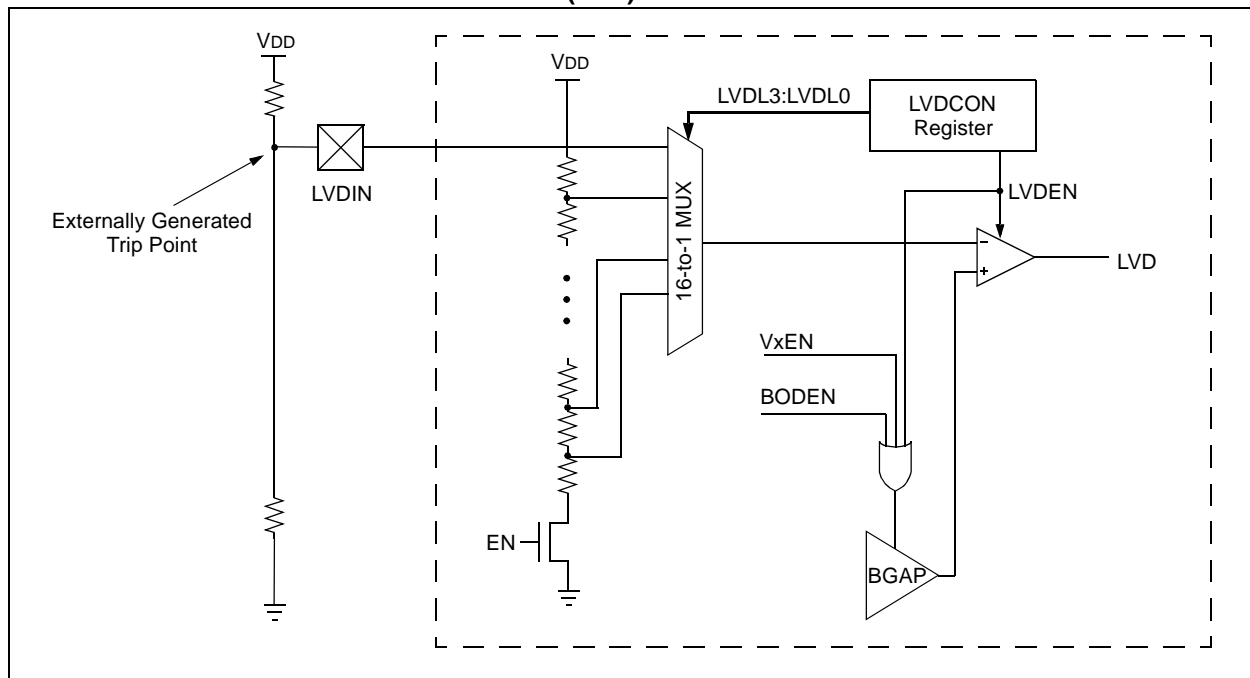 VDD
VDD
LVDL3:LVDL0
LVDCON
Register
LVDIN
LVDEN
Externally Generated
Trip Point
16-to-1 MUX
–
+
LVD
VxEN
BODEN
EN
BGAP